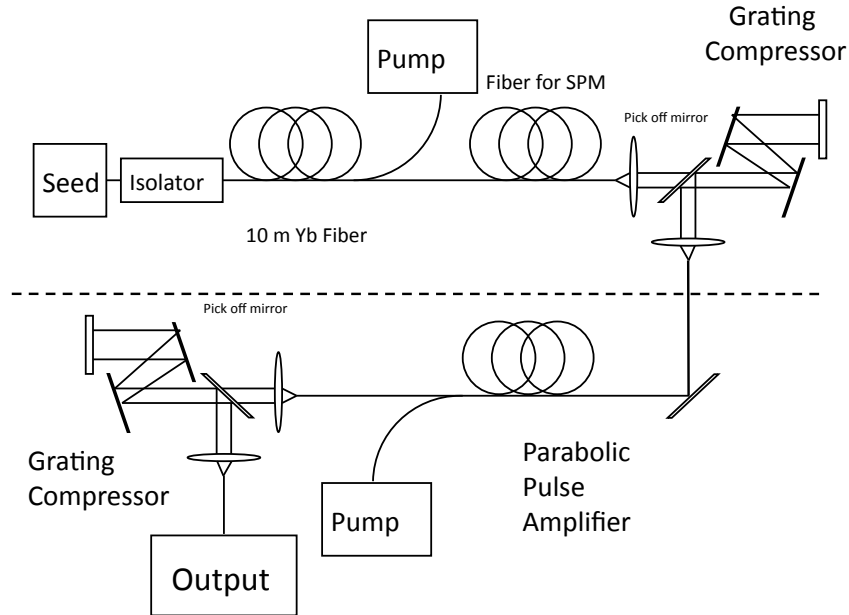 Grating
Compressor
Pump
Fiber for SPM
Pick off mirror
Seed
Isolator
10 m Yb Fiber
Pick off mirror
Grating
Compressor
Parabolic
Pulse
Amplifier
Pump
Output